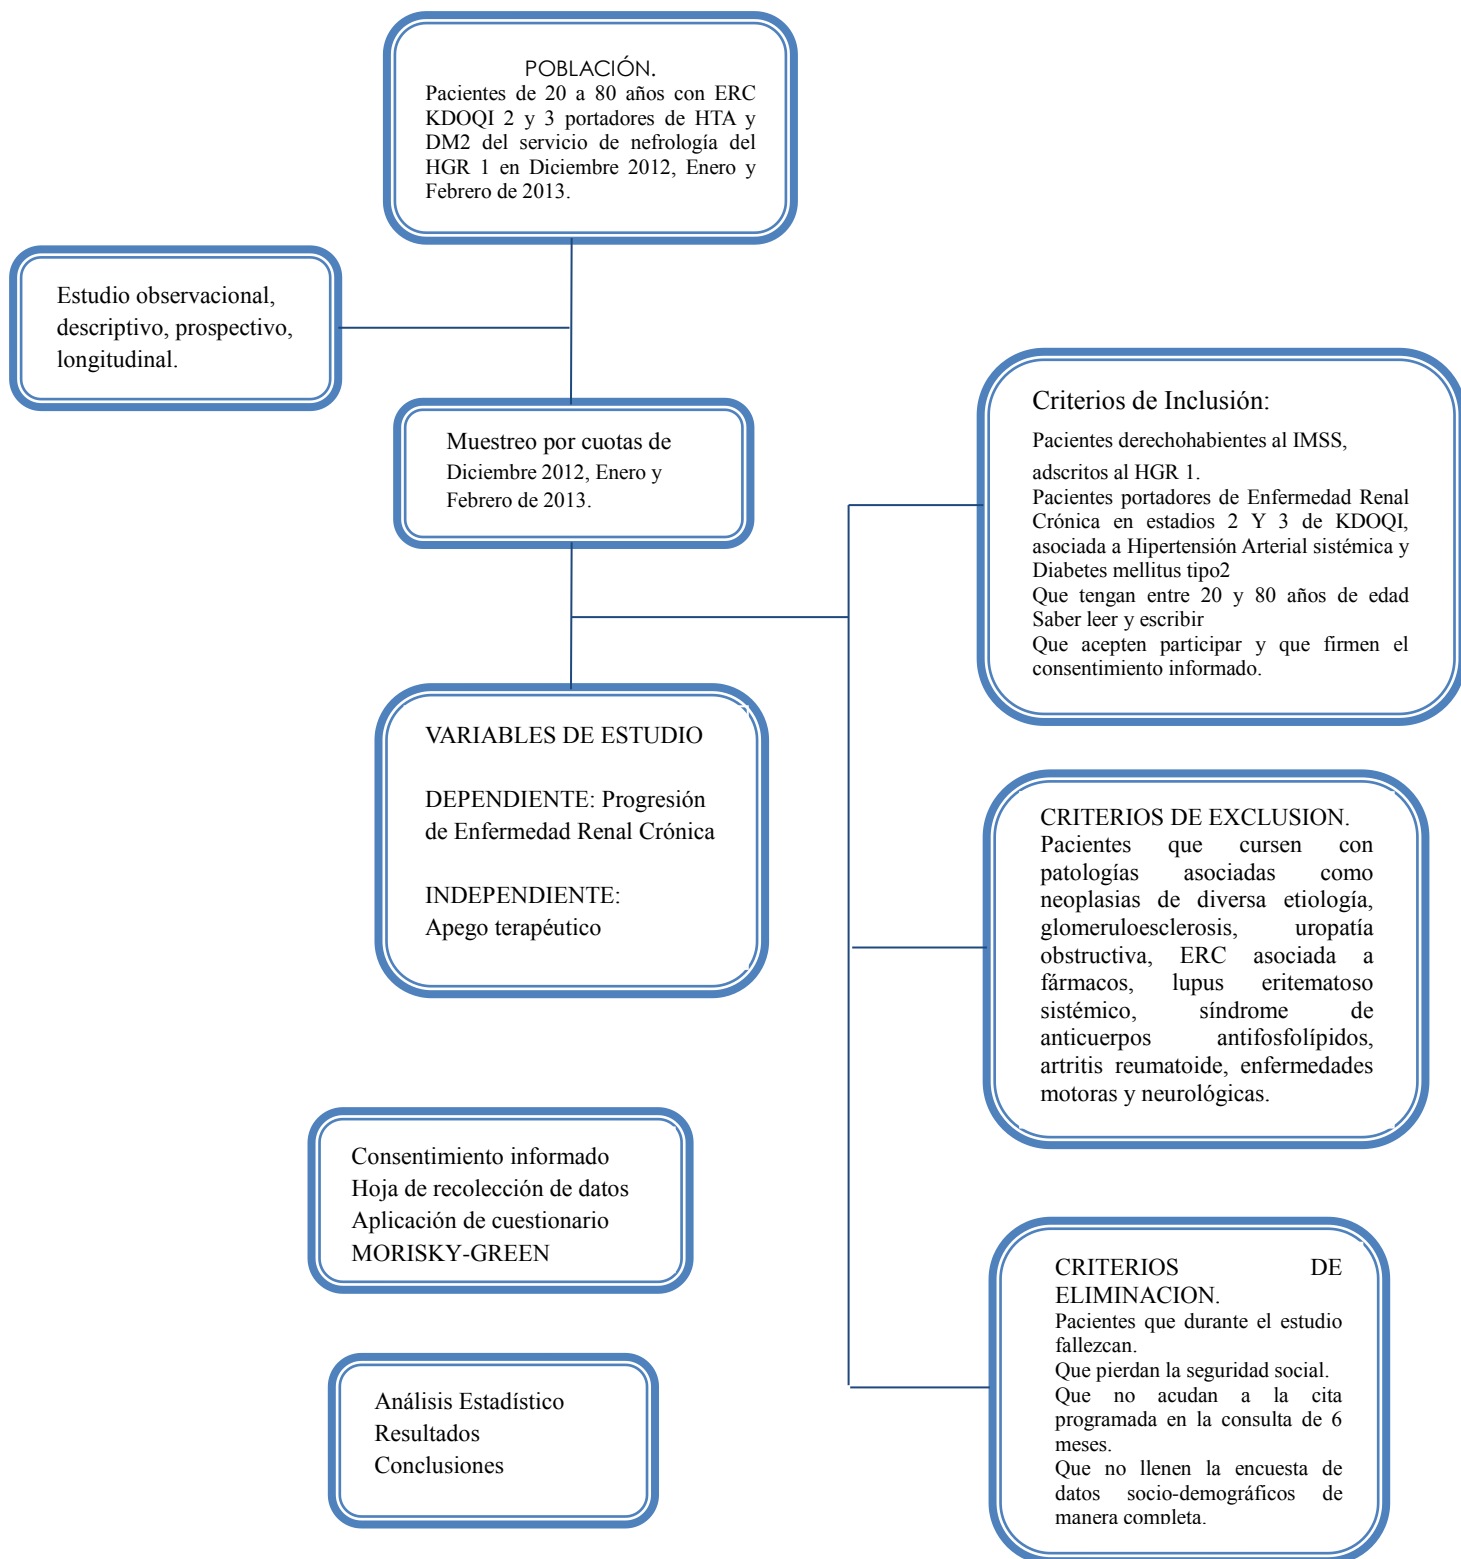 POBLACIÓN.
Pacientes de 20 a 80 años con ERC
KDOQI 2 y 3 portadores de HTA y
DM2 del servicio de nefrología del
HGR 1 en Diciembre 2012, Enero y
Febrero de 2013.
Estudio observacional,
descriptivo, prospectivo,
longitudinal.
Muestreo por cuotas de
Diciembre 2012, Enero y
Febrero de 2013.
Criterios de Inclusión:
Pacientes derechohabientes al IMSS,
adscritos al HGR 1.
Pacientes portadores de Enfermedad Renal
Crónica en estadios 2 Y 3 de KDOQI,
asociada a Hipertensión Arterial sistémica y
Diabetes mellitus tipo2
Que tengan entre 20 y 80 años de edad
Saber leer y escribir
Que acepten participar y que firmen el
consentimiento informado.
VARIABLES DE ESTUDIO
DEPENDIENTE: Progresión
de Enfermedad Renal Crónica
INDEPENDIENTE:
Apego terapéutico
CRITERIOS DE EXCLUSION.
Pacientes que cursen con
patologías asociadas como
neoplasias de diversa etiología,
glomeruloesclerosis, uropatía
obstructiva, ERC asociada a
fármacos, lupus eritematoso
sistémico, síndrome de
anticuerpos antifosfolípidos,
artritis reumatoide, enfermedades
motoras y neurológicas.
Consentimiento informado
Hoja de recolección de datos
Aplicación de cuestionario
MORISKY-GREEN
CRITERIOS DE
ELIMINACION.
Pacientes que durante el estudio
fallezcan.
Que pierdan la seguridad social.
Que no acudan a la cita
programada en la consulta de 6
meses.
Que no llenen la encuesta de
datos socio-demográficos de
manera completa.
Análisis Estadístico
Resultados
Conclusiones